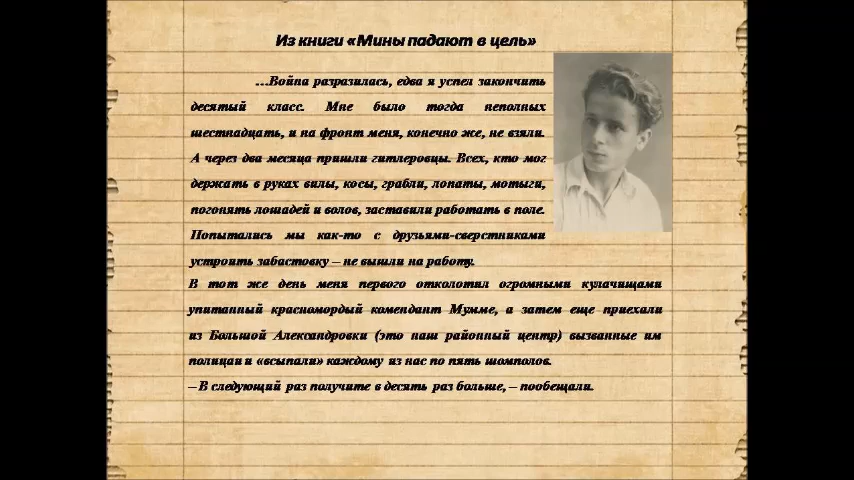 Из книги «Мины падают в цель»
...Война разразилась, едва я успел закончить
десятый класс. Мне было тогда неполных
шестнадцать, и на фронт меня, конечно же, не взяли.
А через два месяца пришли гитлеровцы. Всех, кто мог
держать в руках вилы, косы, грабли, лопаты, мотыги,
погонять лошадей и волов, заставили работать в поле.
Попытались мы как-то с друзьями-сверстниками
устроить забастовку – не вышли на работу.
В тот же день меня первого отколотил огромными кулачищами
упитанный красномордый комендант Мумме, а затем еще приехали
из Большой Александровки (это наш районный центр) вызванные им
полицаи и «всыпали» каждому из нас по пять шомполов.
– В следующий раз получите в десять раз больше, – пообещали.